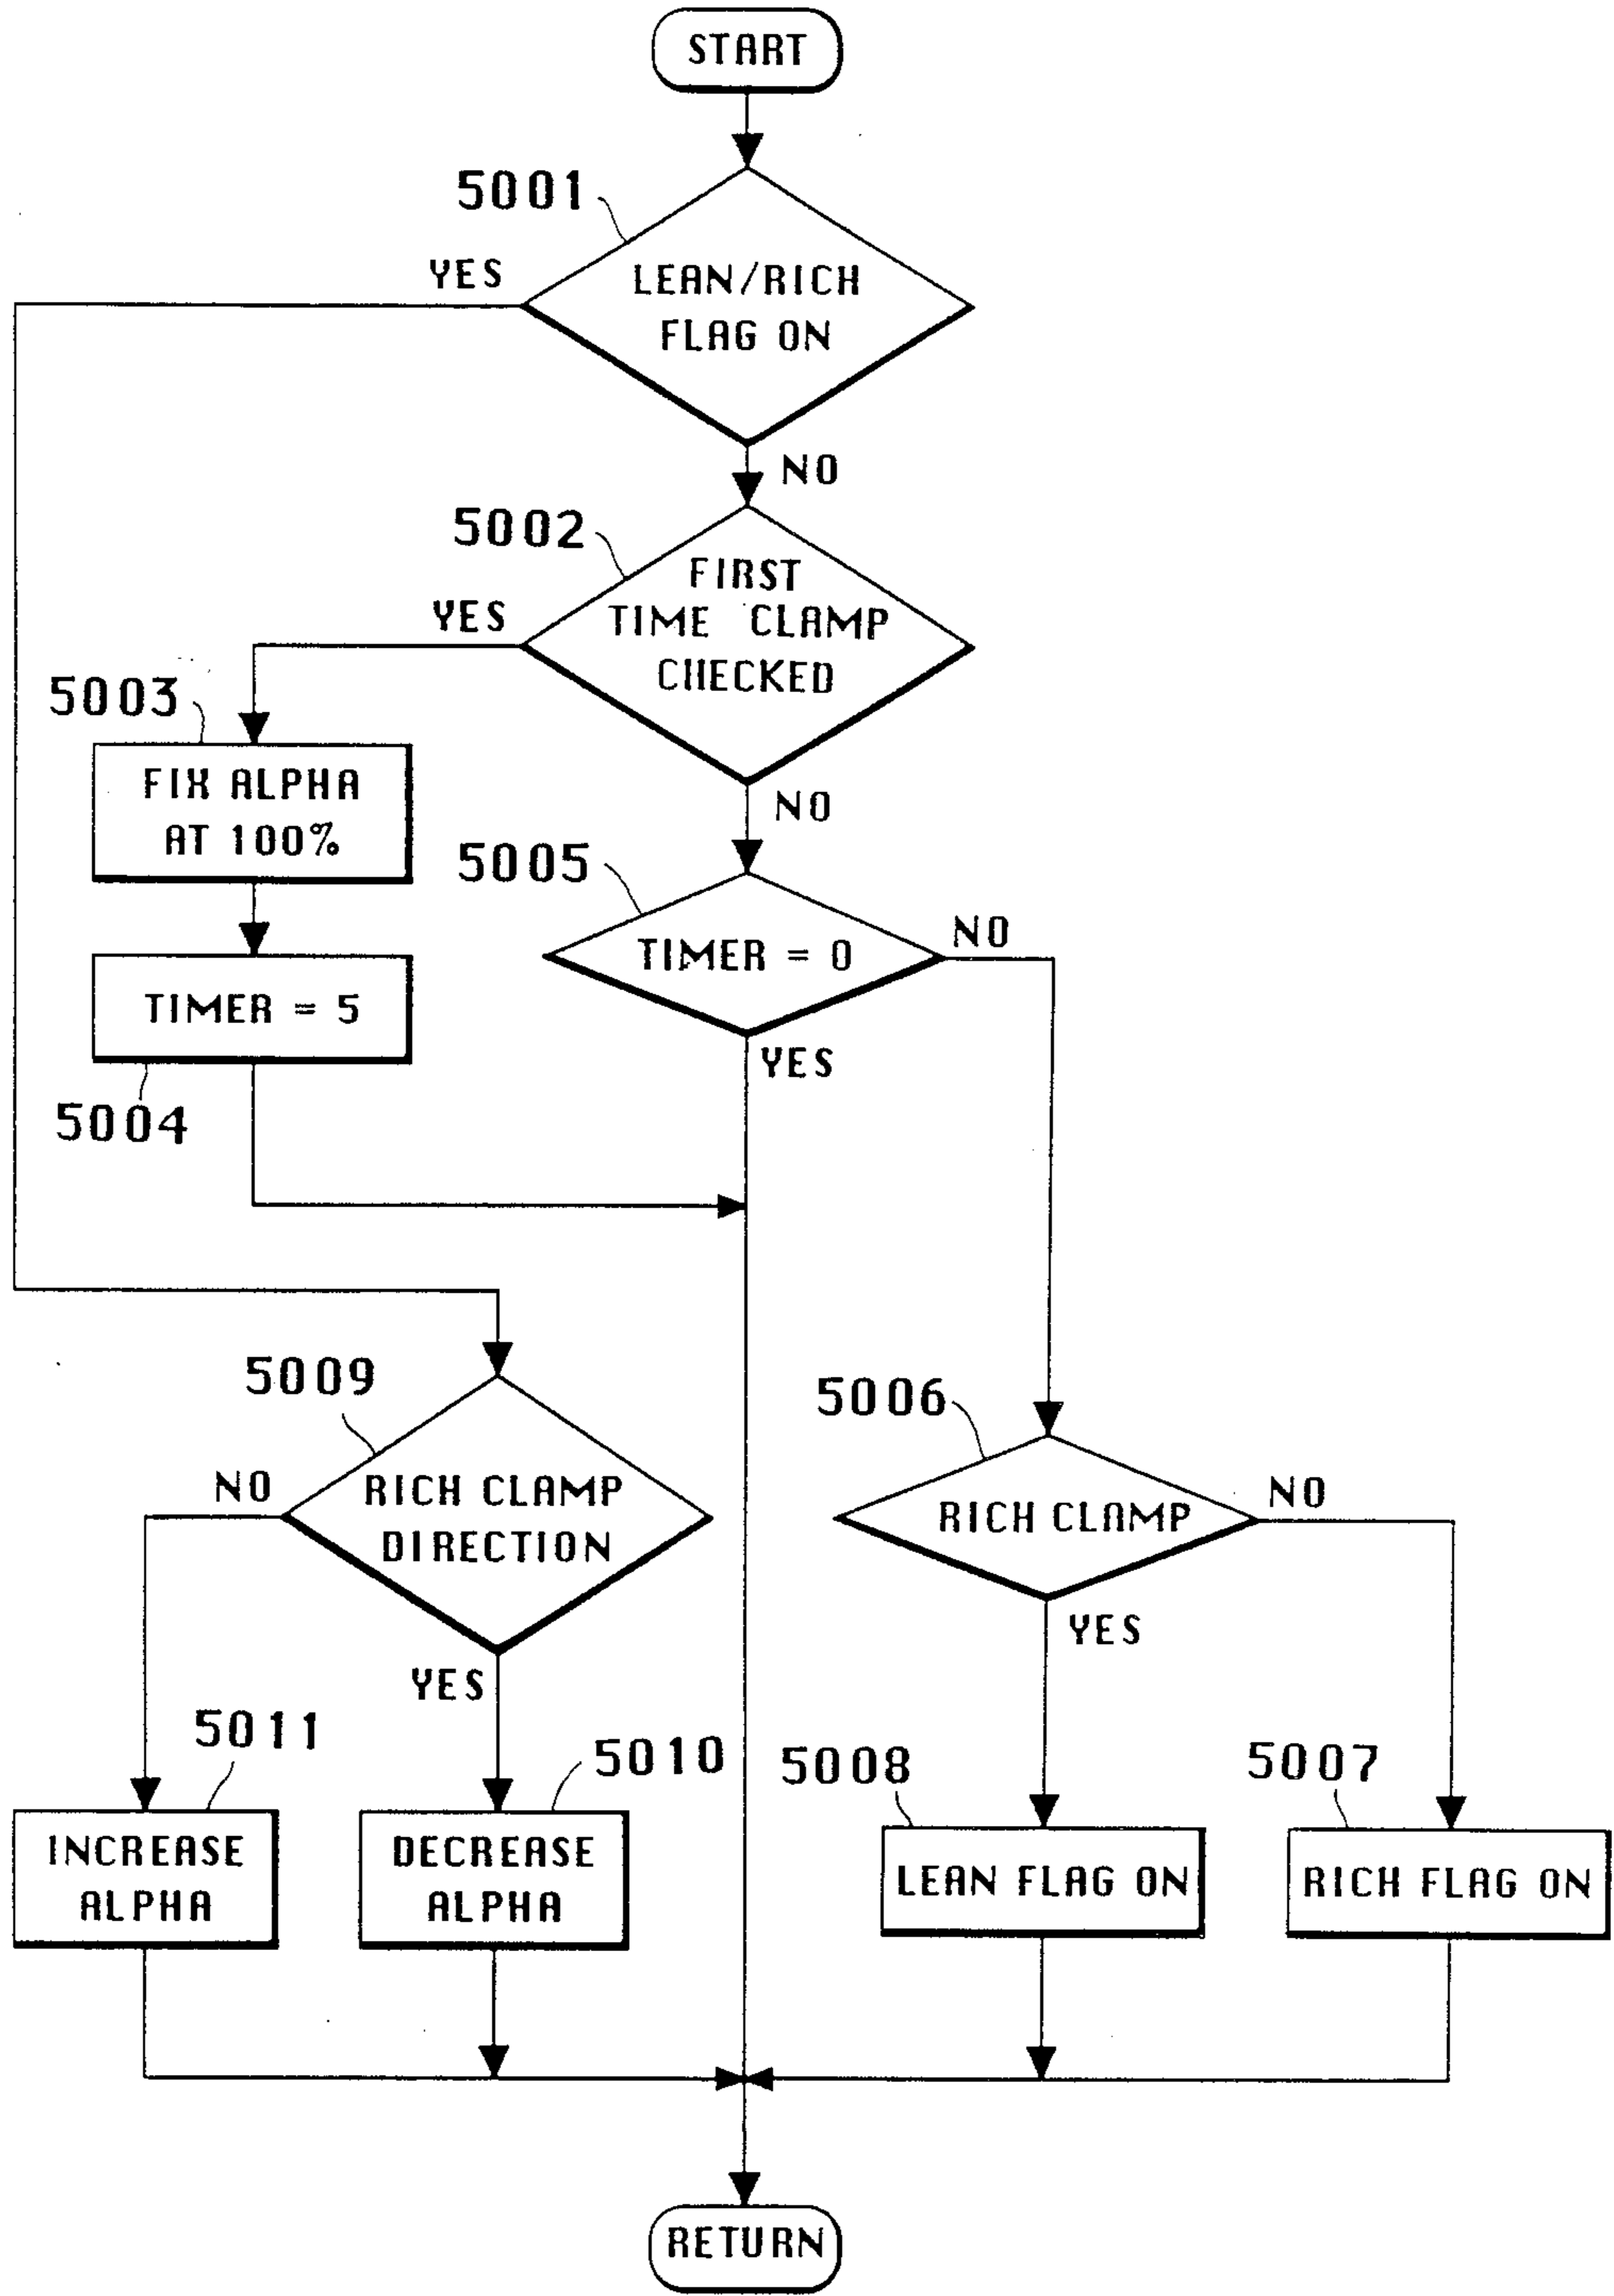 START
5001
YES
LEAN/RICH
FLAG ON
NO
5002
YES
FIRST
TIME CLAMP
CHECKED
5003
FIX ALPHA
AT 100%
NO
5005
TIMER = 0
NO
TIMER = 5
YES
5004
5009
5006
NO
RICH CLAMP
DIRECTION
RICH CLAMP
NO
YES
YES
5011
5010
5008
5007
INCREASE
ALPHA
DECREASE
ALPHA
LEAN FLAG ON
RICH FLAG ON
RETURN